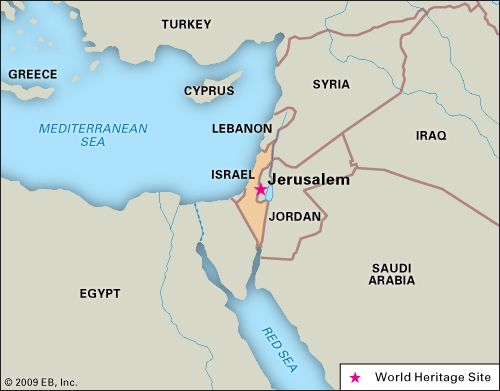 TURKEY
GREECE
CYPRUS
SYRIA
MEDITERRANEAN
SEA
LEBANON
IRAQ
ISRAEL
Jerusalem
JORDAN
SAUDI
ARABIA
EGYPT
RED SEA
© 2009 EB, Inc.
World Heritage Site